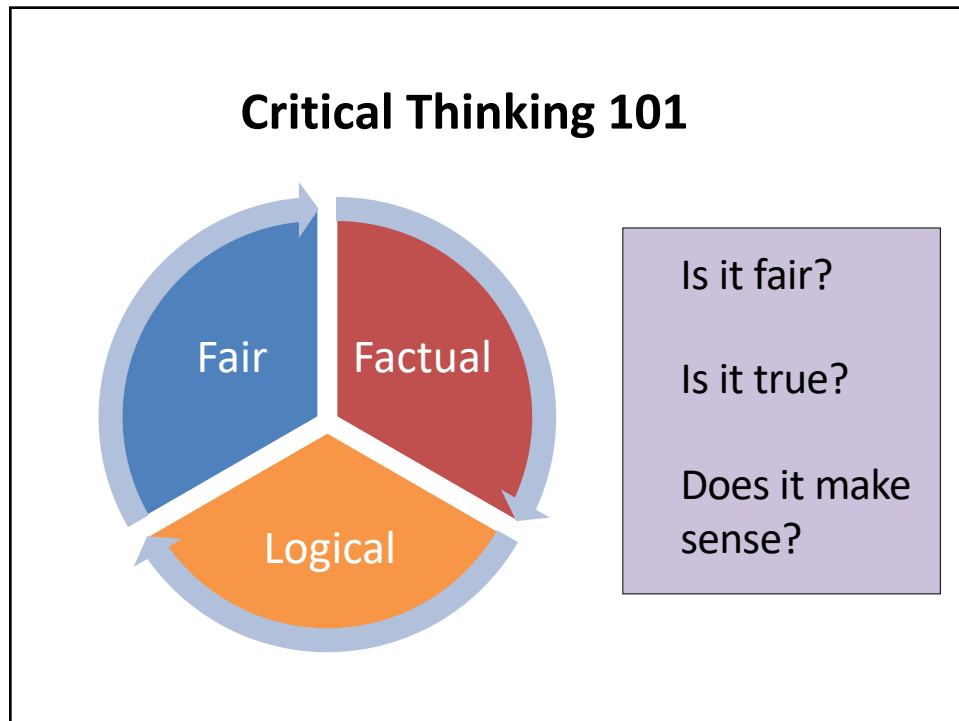 Critical Thinking 101
Fair
Factual
Logical
Is it fair?
Is it true?
Does it make
sense?